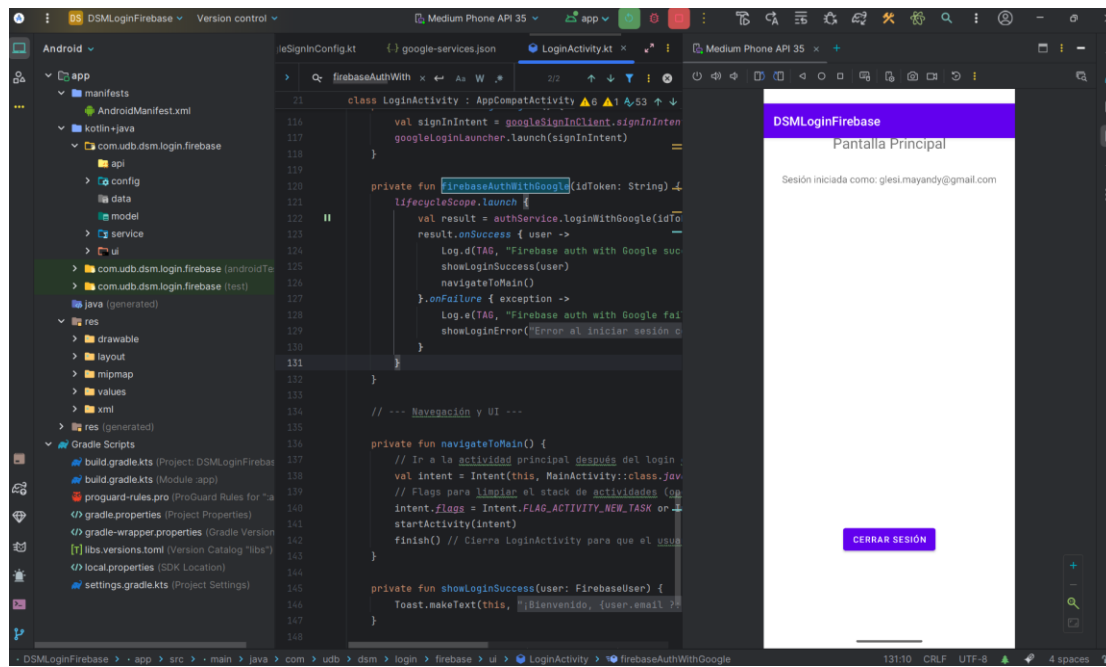 DS DSMLoginFirebase Version control Medium Phone API 35 app
Android
app
manifests
AndroidManifest.xml
kotlin+java
com.udb.dsm.login.firebase
api
config
data
model
service
ui
com.udb.dsm.login.firebase (androidTe
com.udb.dsm.login.firebase (test)
java (generated)
res
drawable
layout
mipmap
values
xml
res (generated)
Gradle Scripts
build.gradle.kts (Project: DSMLoginFirebas
build.gradle.kts (Module :app)
proguard-rules.pro (ProGuard Rules for ":a
gradle.properties (Project Properties)
gradle-wrapper.properties (Gradle Version
libs.versions.toml (Version Catalog "libs")
local.properties (SDK Location)
settings.gradle.kts (Project Settings)
leSignInConfig.kt google-services.json LoginActivity.kt
firebaseAuthWith Aa W .* 2/2
21 class LoginActivity : AppCompatActivity 6 1 53
116 val signInIntent = googleSignInClient.signInInten
117 googleLoginLauncher.launch(signInIntent)
118 }
119
120 private fun firebaseAuthWithGoogle(idToken: String) {
121 lifecycleScope.launch {
122 val result = authService.loginWithGoogle(idTo
123 result.onSuccess { user ->
124 Log.d(TAG, "Firebase auth with Google suc
125 showLoginSuccess(user)
126 navigateToMain()
127 }.onFailure { exception ->
128 Log.e(TAG, "Firebase auth with Google fai
129 showLoginError("Error al iniciar sesión c
130 }
131 }
132 }
133
134 // --- Navegación y UI ---
135
136 private fun navigateToMain() {
137 // Ir a la actividad principal después del login
138 val intent = Intent(this, MainActivity::class.jav
139 // Flags para limpiar el stack de actividades (op
140 intent.flags = Intent.FLAG_ACTIVITY_NEW_TASK or I
141 startActivity(intent)
142 finish() // Cierra LoginActivity para que el usua
143 }
144
145 private fun showLoginSuccess(user: FirebaseUser) {
146 Toast.makeText(this, "¡Bienvenido, {user.email ?:
147 }
148
Medium Phone API 35
DSMLoginFirebase
Pantalla Principal
Sesión iniciada como: glesi.mayandy@gmail.com
CERRAR SESIÓN
DSMLoginFirebase > app > src > main > java > com > udb > dsm > login > firebase > ui > LoginActivity > firebaseAuthWithGoogle 131:10 CRLF UTF-8 4 spaces